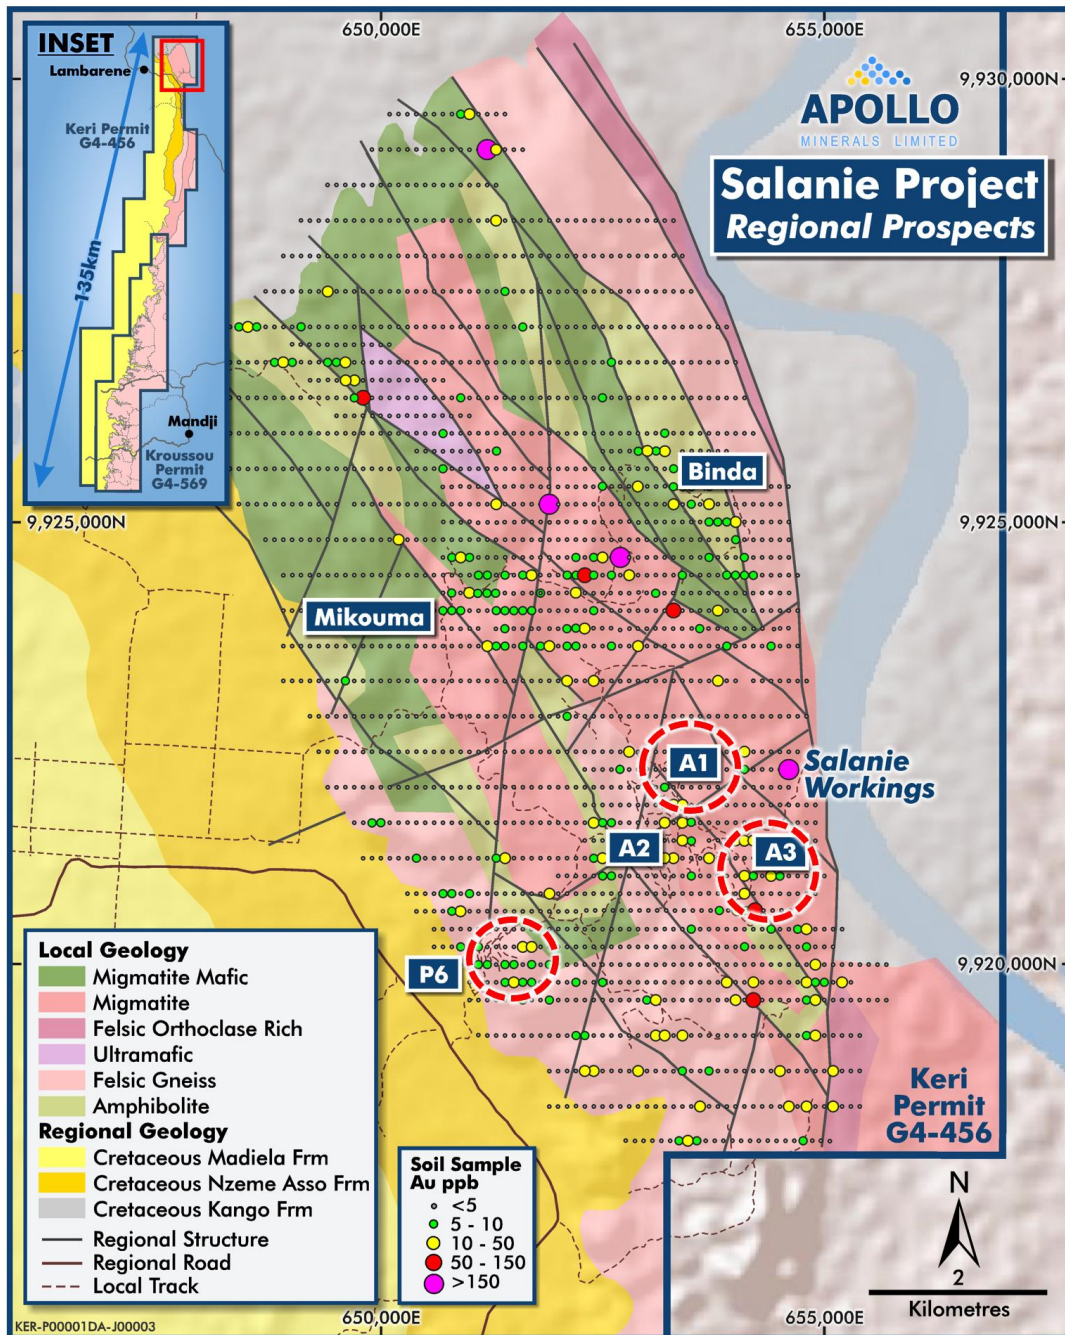 650,000E
655,000E
INSET
Lambarene
Keri Permit
G4-456
135km
Mandji
Kroussou
Permit
G4-569
9,930,000N
APOLLO
MINERALS LIMITED
Salanie Project
Regional Prospects
Binda
9,925,000N
9,925,000N
Mikouma
A1
Salanie
Workings
A2
A3
P6
9,920,000N
Local Geology
Migmatite Mafic
Migmatite
Felsic Orthoclase Rich
Ultramafic
Felsic Gneiss
Amphibolite
Regional Geology
Cretaceous Madiela Frm
Cretaceous Nzeme Asso Frm
Cretaceous Kango Frm
Regional Structure
Regional Road
Local Track
Soil Sample
Au ppb
<5
5 - 10
10 - 50
50 - 150
>150
Keri
Permit
G4-456
N
2
Kilometres
650,000E
655,000E
KER-P00001DA-J00003